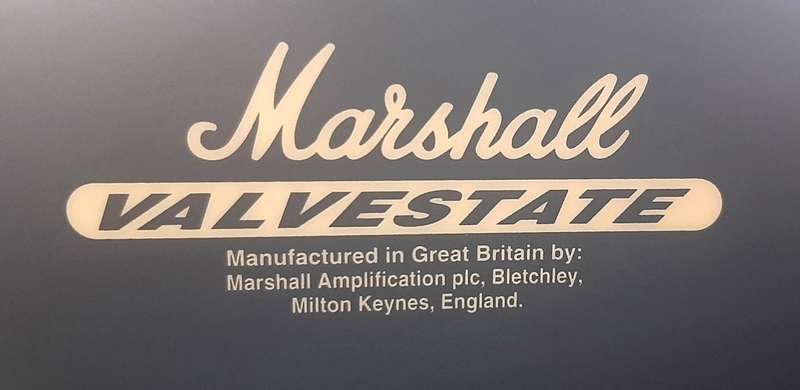 Marshall
VALVESTATE
Manufactured in Great Britain by:
Marshall Amplification plc, Bletchley,
Milton Keynes, England.